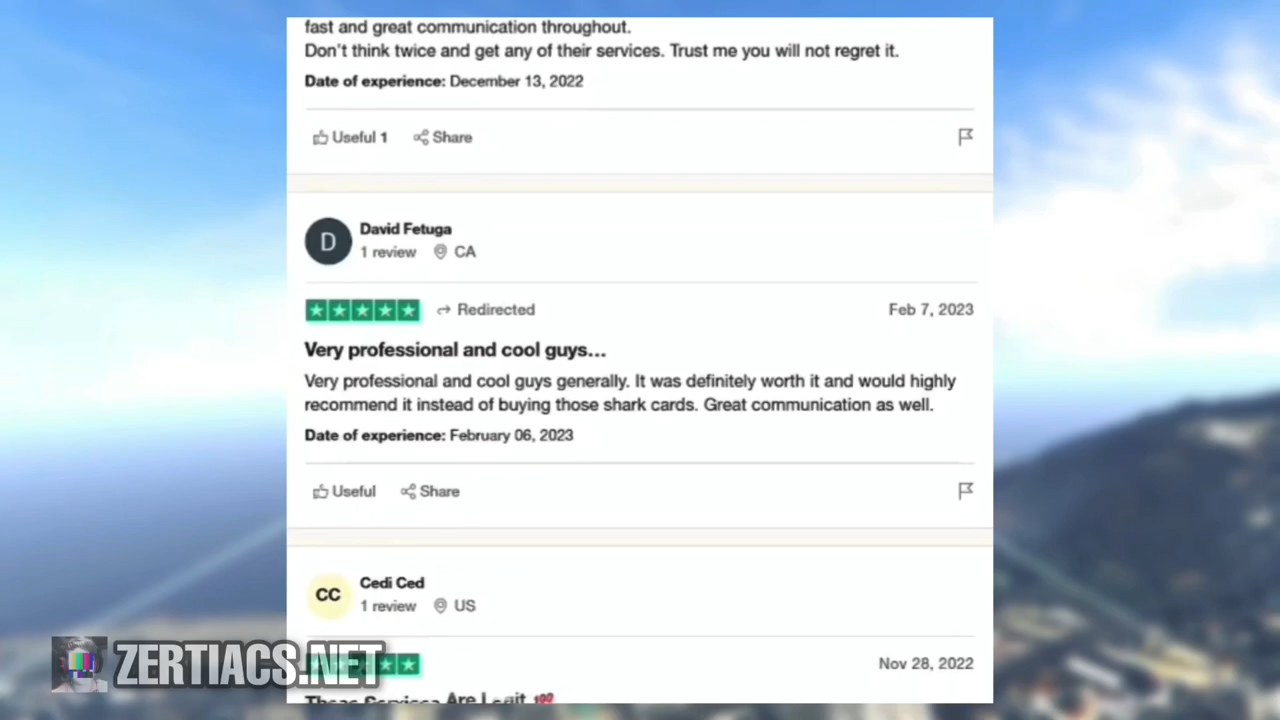 fast and great communication throughout.
Don't think twice and get any of their services. Trust me you will not regret it.
Date of experience: December 13, 2022
Useful 1 Share
D
David Fetuga
1 review CA
Redirected Feb 7, 2023
Very professional and cool guys...
Very professional and cool guys generally. It was definitely worth it and would highly
recommend it instead of buying those shark cards. Great communication as well.
Date of experience: February 06, 2023
Useful Share
CC
Cedi Ced
1 review US
Nov 28, 2022
ZERTIACS.NET
These Services Are Legit 💯